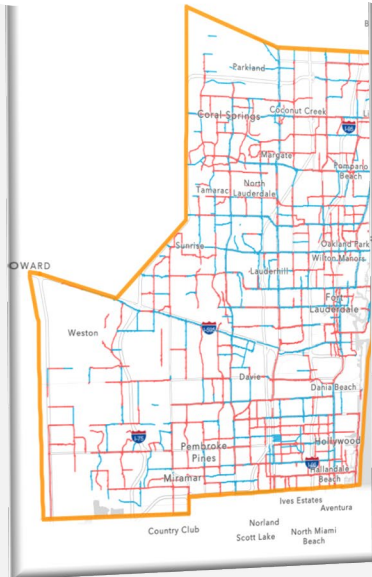 B
Parkland
Coconut Creek
Coral Springs
L
Margate
Pompano
Beach
North
Lauderdale
Tamarac
Sunrise
Oakland Park
Wilton Manors
OWARD
Lauderhill
Fort
Lauderdale
Weston
Davie
Dania Beach
Pembroke
Pines
Hollywood
Hallandale
Beach
Miramar
Ives Estates
Aventura
Norland
Country Club
Scott Lake
North Miami
Beach